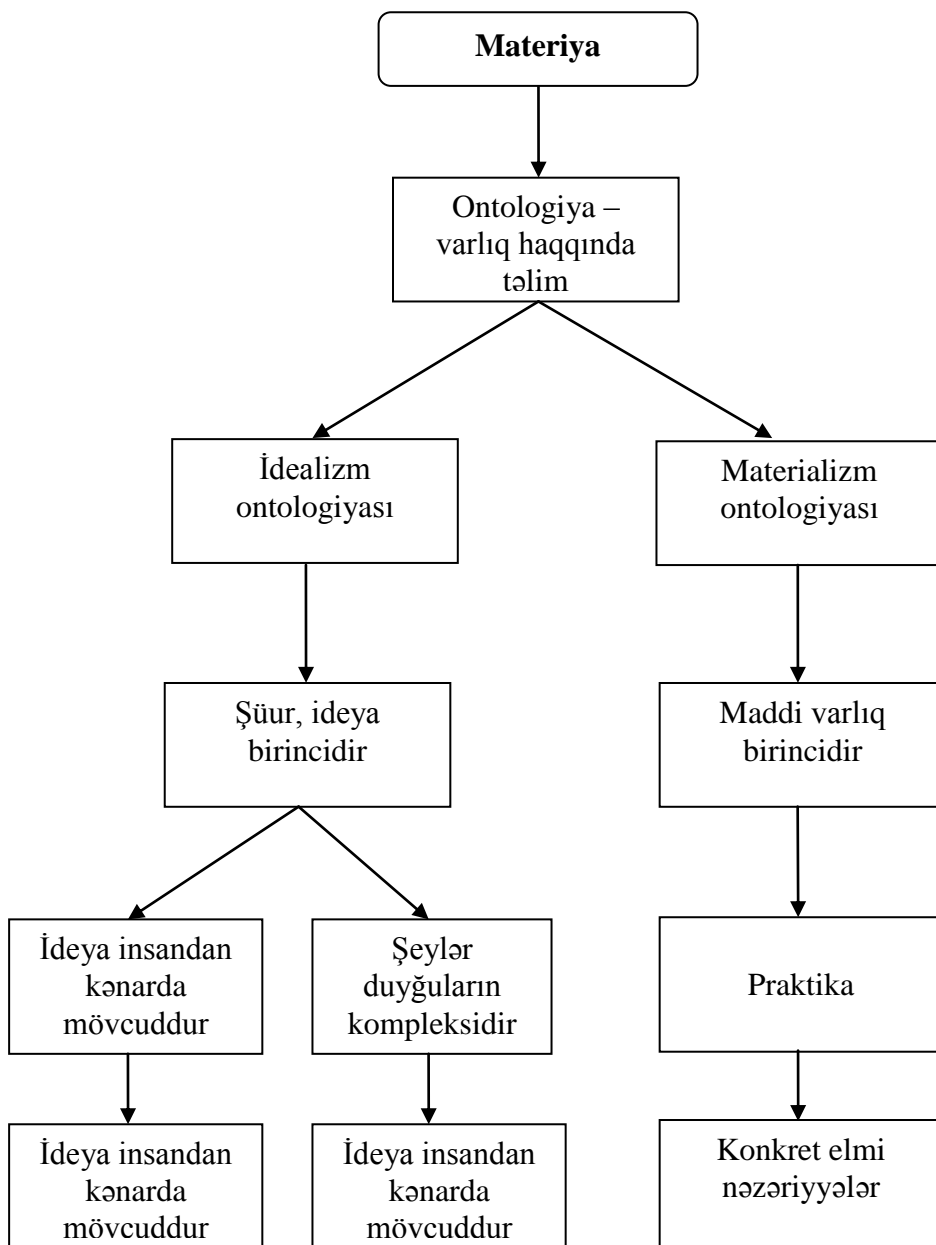 Materiya
Ontologiya –
varlıq haqqında
təlim
İdealizm
ontologiyası
Materializm
ontologiyası
Şüur, ideya
birincidir
Maddi varlıq
birincidir
İdeya insandan
kənarda
mövcuddur
Şeylər
duyğuların
kompleksidir
Praktika
İdeya insandan
kənarda
mövcuddur
İdeya insandan
kənarda
mövcuddur
Konkret elmi
nəzəriyyələr